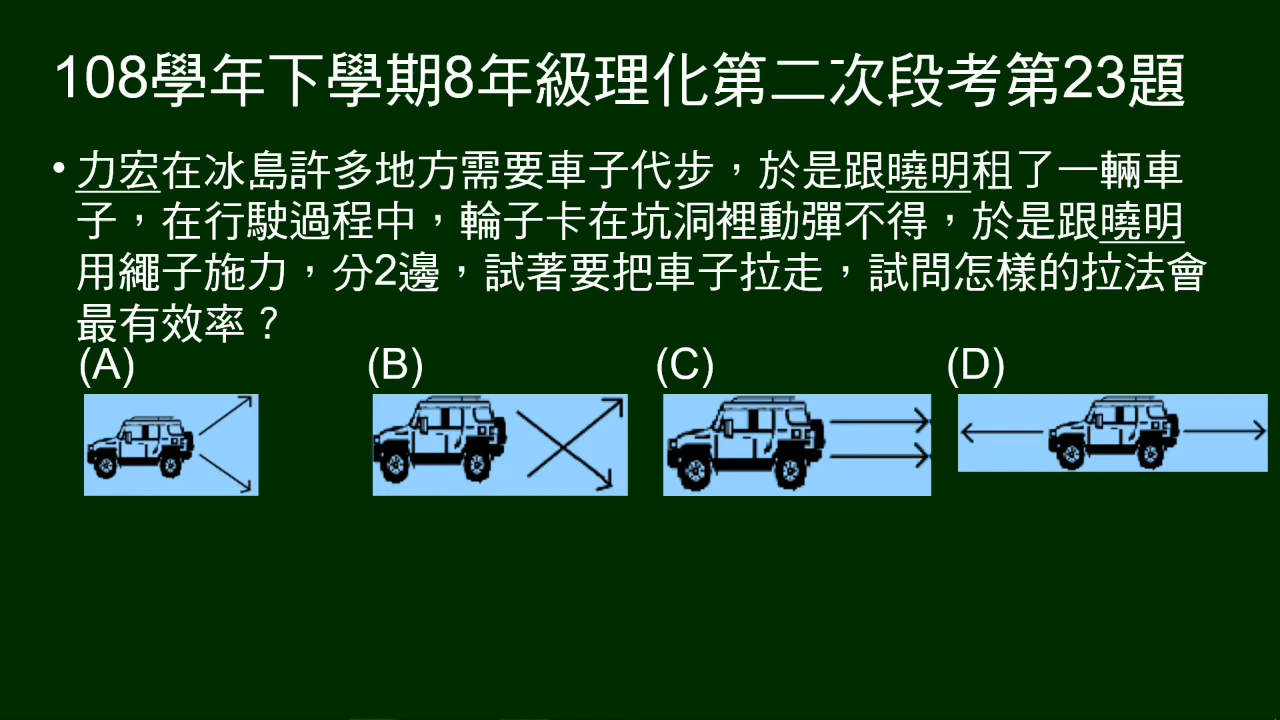 108學年下學期8年級理化第二次段考第23題
• 力宏在冰島許多地方需要車子代步，於是跟曉明租了一輛車
子，在行駛過程中，輪子卡在坑洞裡動彈不得，於是跟曉明
用繩子施力，分2邊，試著要把車子拉走，試問怎樣的拉法會
最有效率？
(A) (B) (C) (D)